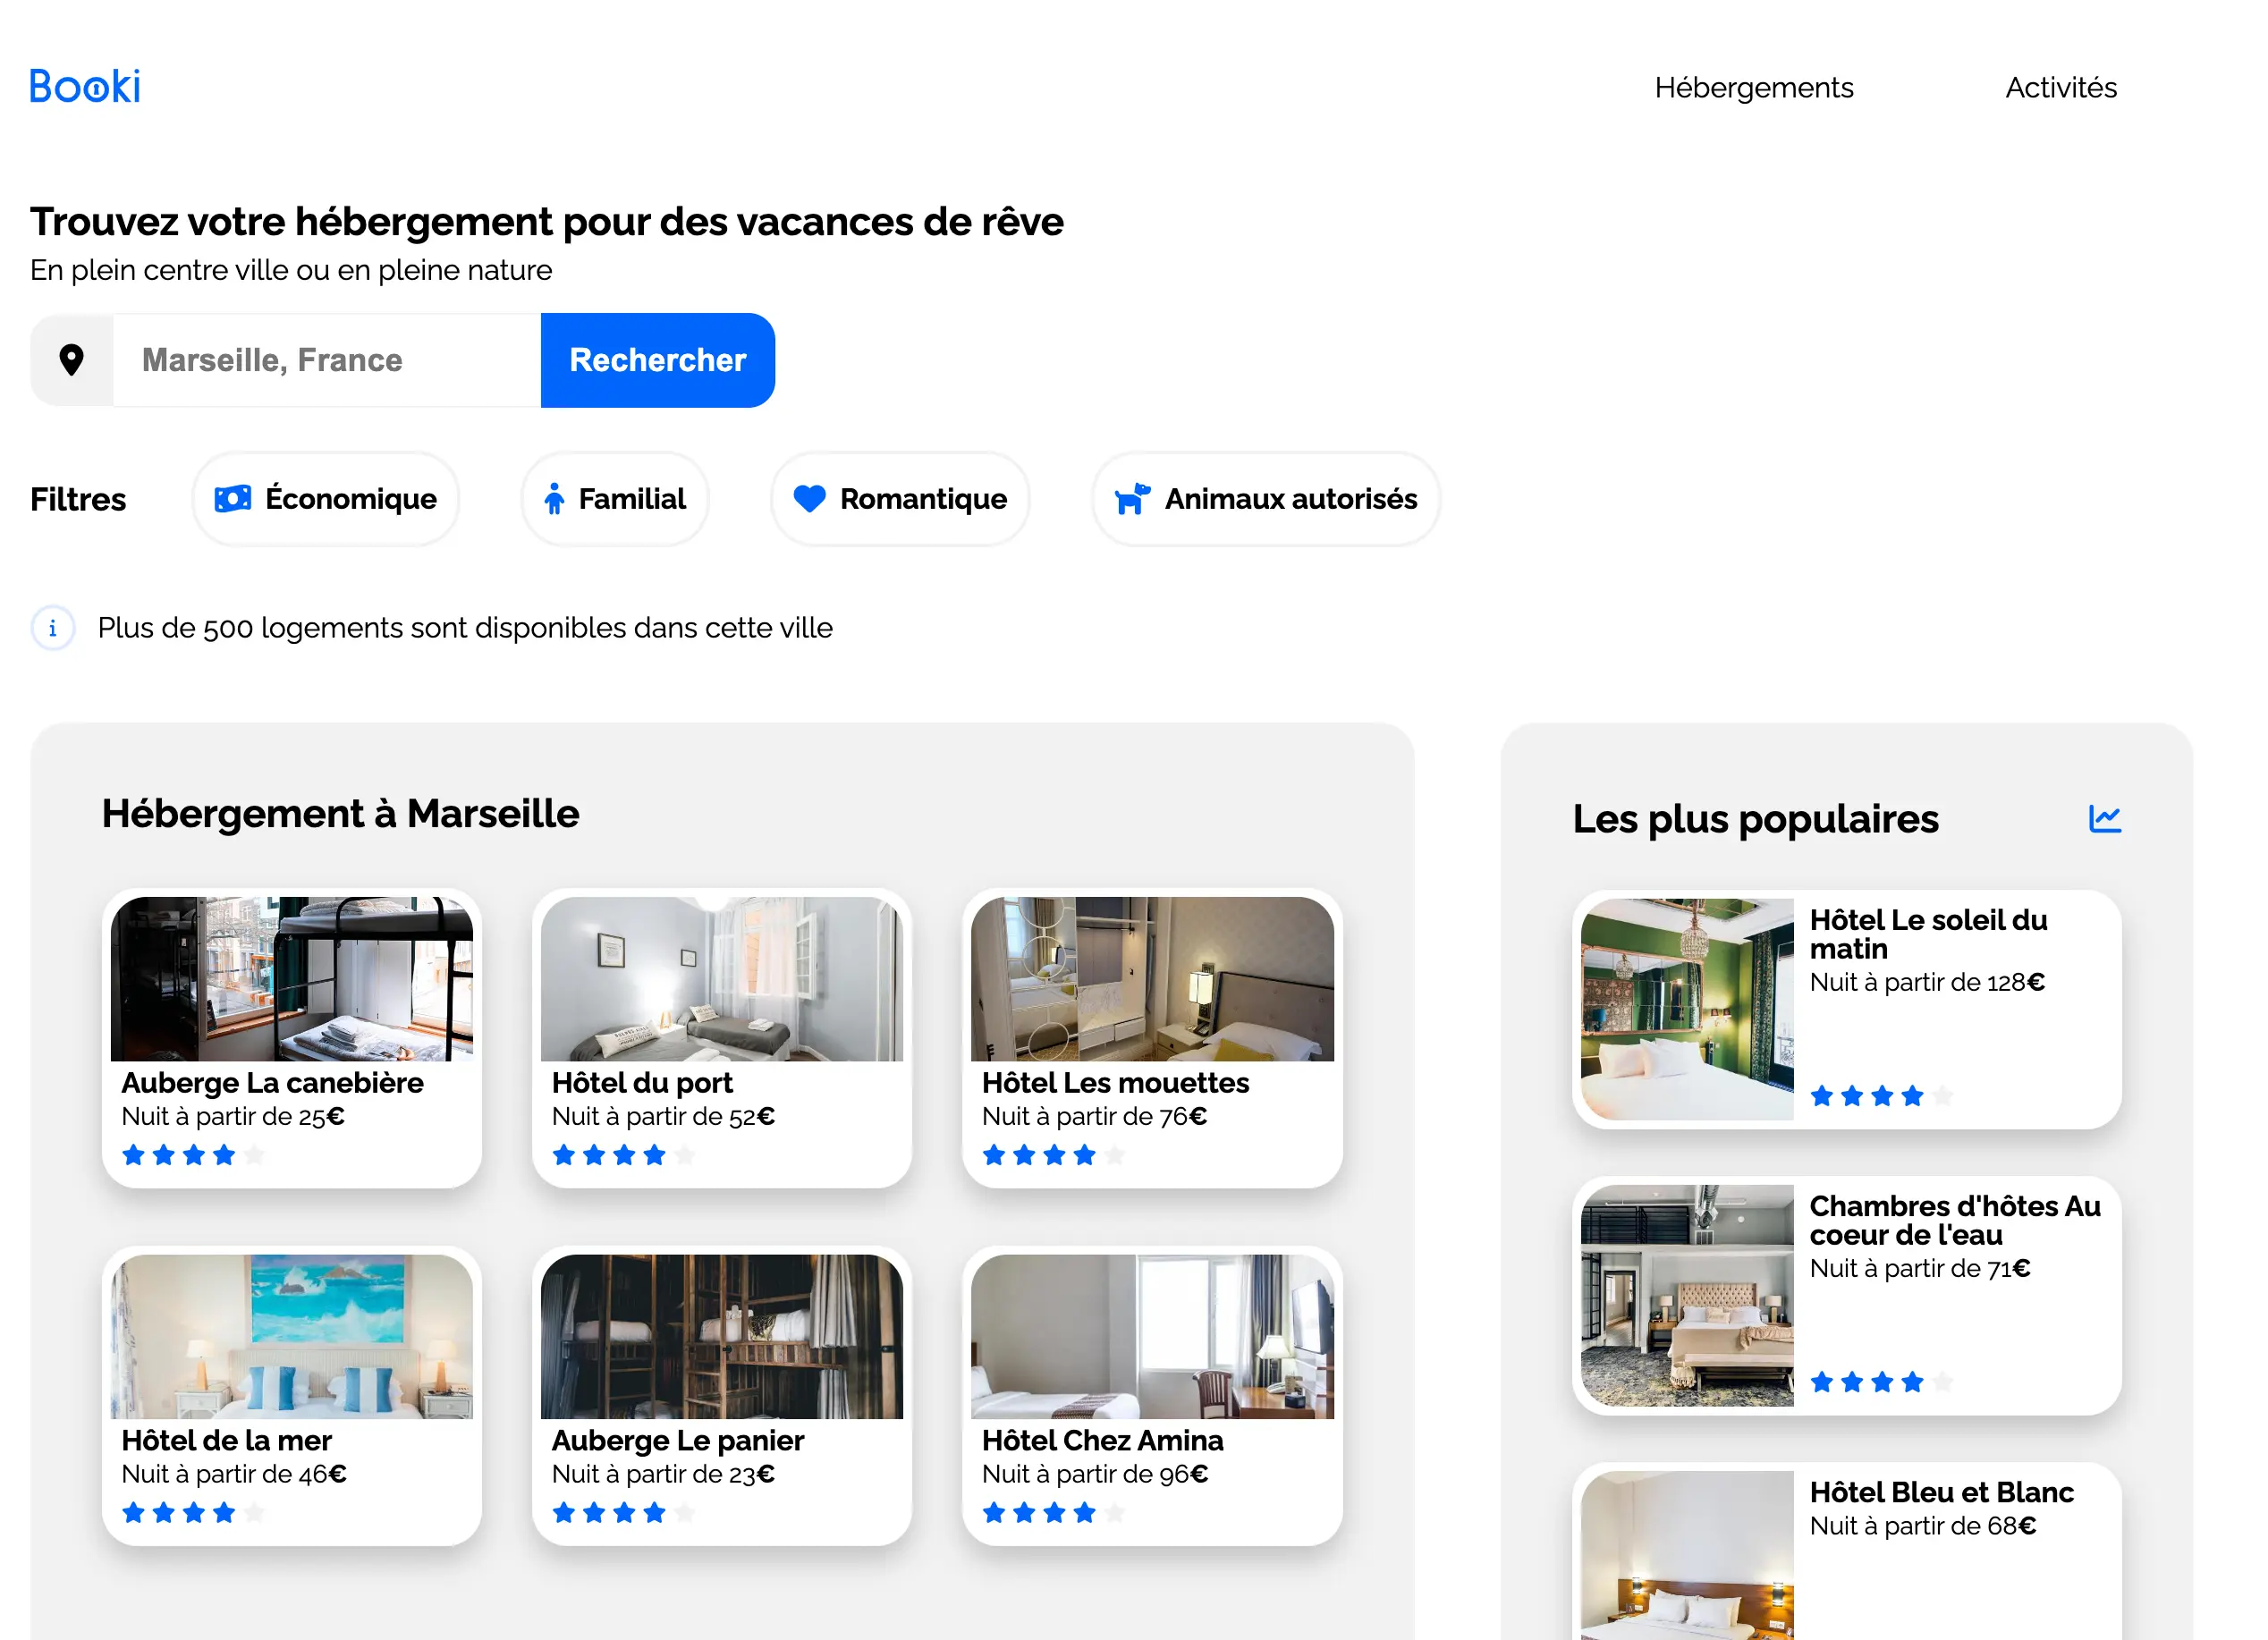 Booki
Hébergements
Activités
Trouvez votre hébergement pour des vacances de rêve
En plein centre ville ou en pleine nature
Marseille, France
Rechercher
Filtres
Économique
Familial
Romantique
Animaux autorisés
Plus de 500 logements sont disponibles dans cette ville
Hébergement à Marseille
Auberge La canebière
Nuit à partir de 25€
Hôtel du port
Nuit à partir de 52€
Hôtel Les mouettes
Nuit à partir de 76€
Hôtel de la mer
Nuit à partir de 46€
Auberge Le panier
Nuit à partir de 23€
Hôtel Chez Amina
Nuit à partir de 96€
Les plus populaires
Hôtel Le soleil du
matin
Nuit à partir de 128€
Chambres d'hôtes Au
coeur de l'eau
Nuit à partir de 71€
Hôtel Bleu et Blanc
Nuit à partir de 68€